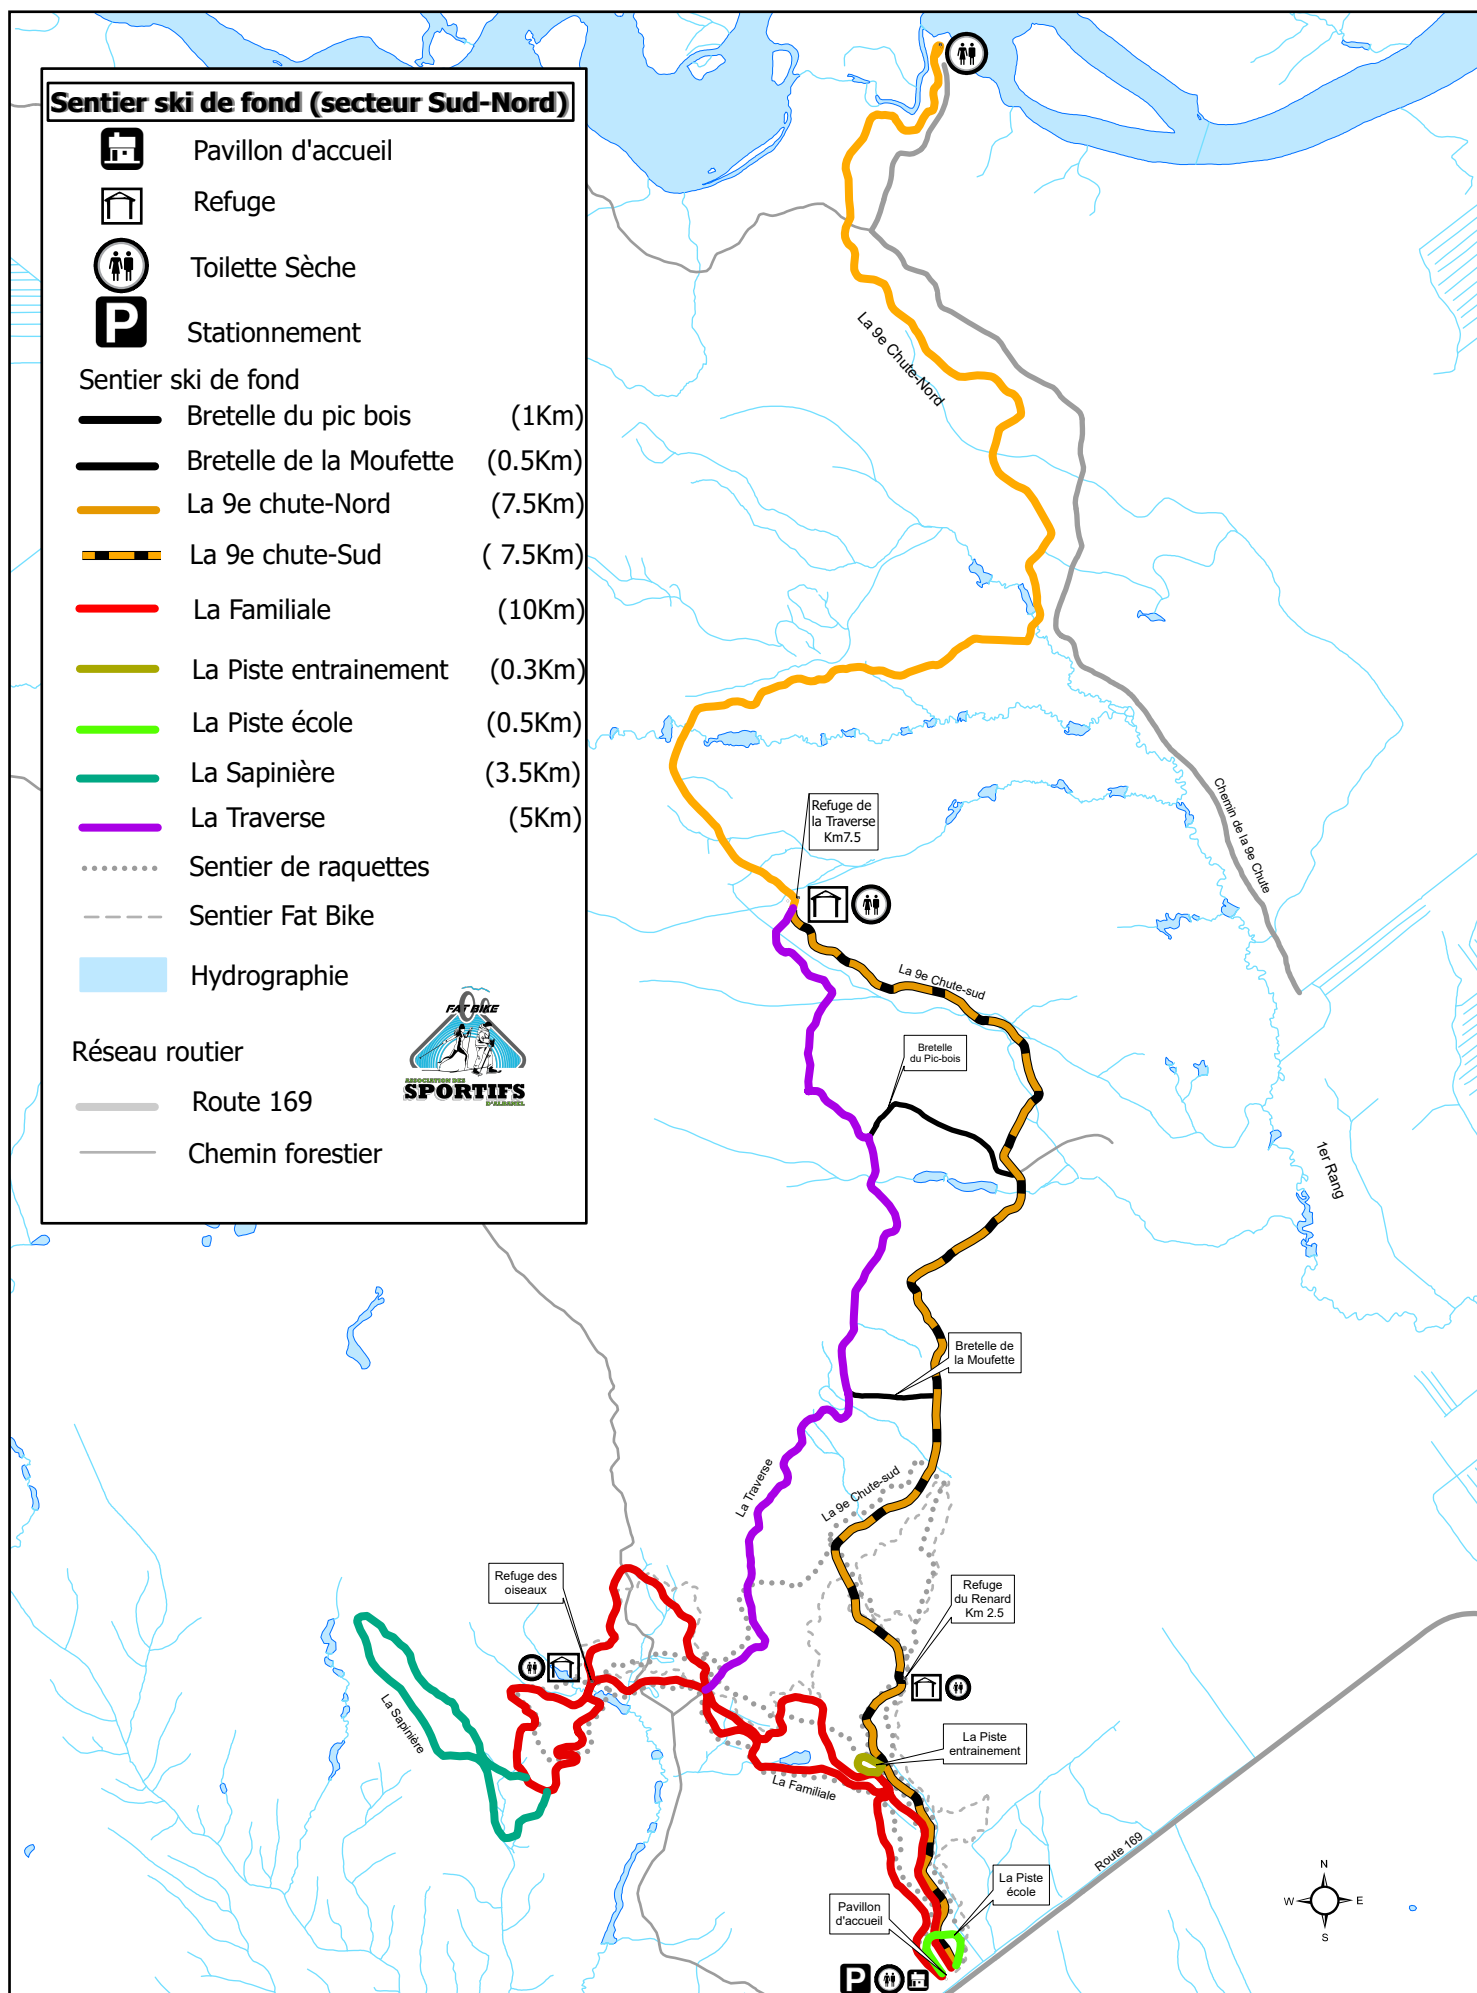 Sentier ski de fond (secteur Sud-Nord)
Pavillon d'accueil
Refuge
Toilette Sèche
P
Stationnement
Sentier ski de fond
Bretelle du pic bois (1Km)
Bretelle de la Moufette (0.5Km)
La 9e chute-Nord (7.5Km)
La 9e chute-Sud ( 7.5Km)
La Familiale (10Km)
La Piste entrainement (0.3Km)
La Piste école (0.5Km)
La Sapinière (3.5Km)
La Traverse (5Km)
Sentier de raquettes
Sentier Fat Bike
Hydrographie
FAT BIKE
ASSOCIATION DES
SPORTIFS
D'ALBANEL
Réseau routier
Route 169
Chemin forestier
La 9e Chute-Nord
Chemin de la 9e Chute
Refuge de
la Traverse
Km7.5
La 9e Chute-sud
Bretelle
du Pic-bois
1er Rang
Bretelle de
la Moufette
La Traverse
La 9e Chute-sud
Refuge des
oiseaux
Refuge
du Renard
Km 2.5
La Sapinière
La Piste
entrainement
La Familiale
Route 169
La Piste
école
Pavillon
d'accueil
P
N
W
E
S